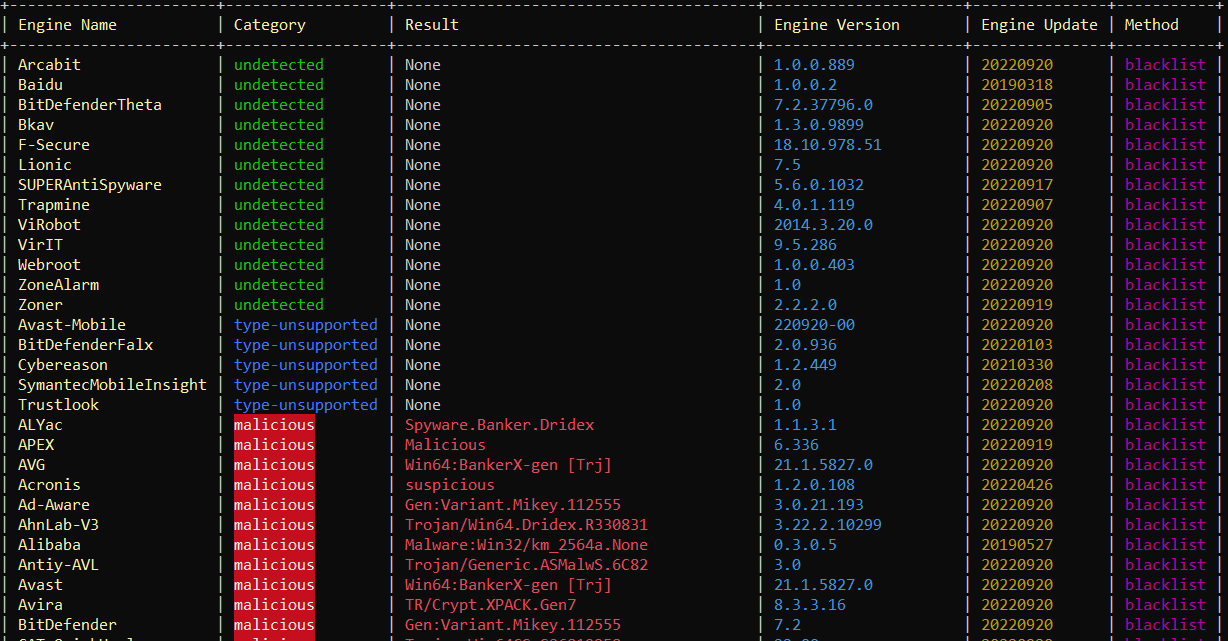 Engine Name | Category | Result | Engine Version | Engine Update | Method
Arcabit | undetected | None | 1.0.0.889 | 20220920 | blacklist
Baidu | undetected | None | 1.0.0.2 | 20190318 | blacklist
BitDefenderTheta | undetected | None | 7.2.37796.0 | 20220905 | blacklist
Bkav | undetected | None | 1.3.0.9899 | 20220920 | blacklist
F-Secure | undetected | None | 18.10.978.51 | 20220920 | blacklist
Lionic | undetected | None | 7.5 | 20220920 | blacklist
SUPERAntiSpyware | undetected | None | 5.6.0.1032 | 20220917 | blacklist
Trapmine | undetected | None | 4.0.1.119 | 20220907 | blacklist
ViRobot | undetected | None | 2014.3.20.0 | 20220920 | blacklist
VirIT | undetected | None | 9.5.286 | 20220920 | blacklist
Webroot | undetected | None | 1.0.0.403 | 20220920 | blacklist
ZoneAlarm | undetected | None | 1.0 | 20220920 | blacklist
Zoner | undetected | None | 2.2.2.0 | 20220919 | blacklist
Avast-Mobile | type-unsupported | None | 220920-00 | 20220920 | blacklist
BitDefenderFalx | type-unsupported | None | 2.0.936 | 20220103 | blacklist
Cybereason | type-unsupported | None | 1.2.449 | 20210330 | blacklist
SymantecMobileInsight | type-unsupported | None | 2.0 | 20220208 | blacklist
Trustlook | type-unsupported | None | 1.0 | 20220920 | blacklist
ALYac | malicious | Spyware.Banker.Dridex | 1.1.3.1 | 20220920 | blacklist
APEX | malicious | Malicious | 6.336 | 20220919 | blacklist
AVG | malicious | Win64:BankerX-gen [Trj] | 21.1.5827.0 | 20220920 | blacklist
Acronis | malicious | suspicious | 1.2.0.108 | 20220426 | blacklist
Ad-Aware | malicious | Gen:Variant.Mikey.112555 | 3.0.21.193 | 20220920 | blacklist
AhnLab-V3 | malicious | Trojan/Win64.Dridex.R330831 | 3.22.2.10299 | 20220920 | blacklist
Alibaba | malicious | Malware:Win32/km_2564a.None | 0.3.0.5 | 20190527 | blacklist
Antiy-AVL | malicious | Trojan/Generic.ASMalwS.6C82 | 3.0 | 20220920 | blacklist
Avast | malicious | Win64:BankerX-gen [Trj] | 21.1.5827.0 | 20220920 | blacklist
Avira | malicious | TR/Crypt.XPACK.Gen7 | 8.3.3.16 | 20220920 | blacklist
BitDefender | malicious | Gen:Variant.Mikey.112555 | 7.2 | 20220920 | blacklist